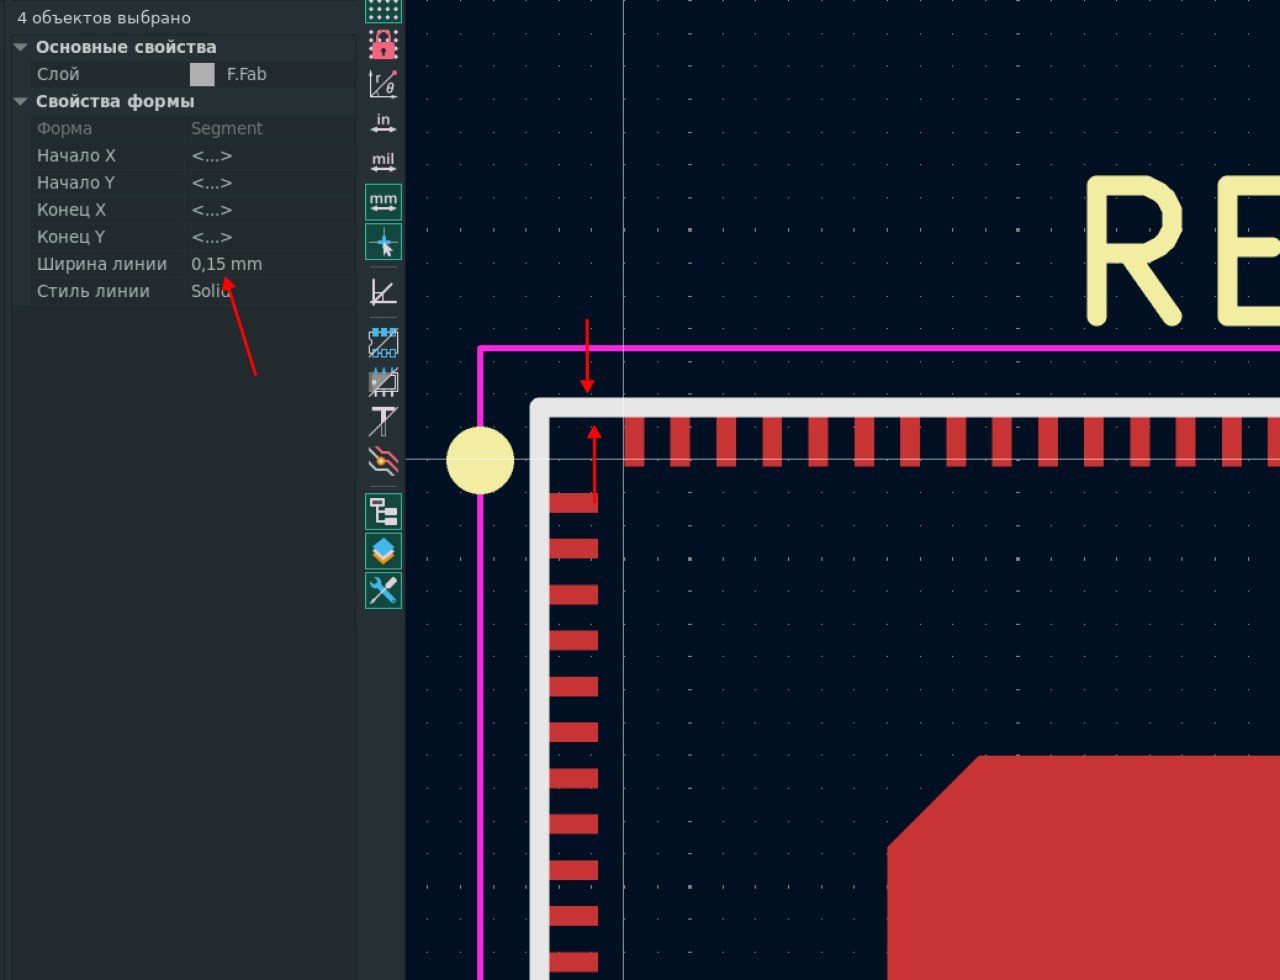 4 объектов выбрано
Основные свойства
Слой F.Fab
Свойства формы
Форма Segment
Начало X <...>
Начало Y <...>
Конец X <...>
Конец Y <...>
Ширина линии 0,15 mm
Стиль линии Solid
r
θ
in
mil
mm
T
RE